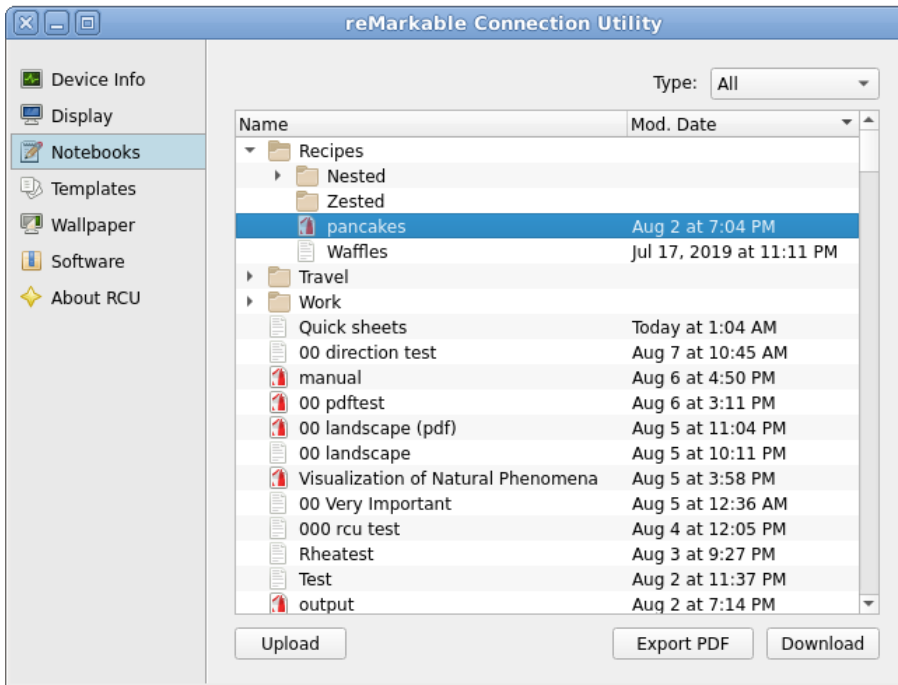 reMarkable Connection Utility
Device Info
Display
Notebooks
Templates
Wallpaper
Software
About RCU
Type: All
Name Mod. Date
Recipes
Nested
Zested
pancakes Aug 2 at 7:04 PM
Waffles Jul 17, 2019 at 11:11 PM
Travel
Work
Quick sheets Today at 1:04 AM
00 direction test Aug 7 at 10:45 AM
manual Aug 6 at 4:50 PM
00 pdftest Aug 6 at 3:11 PM
00 landscape (pdf) Aug 5 at 11:04 PM
00 landscape Aug 5 at 10:11 PM
Visualization of Natural Phenomena Aug 5 at 3:58 PM
00 Very Important Aug 5 at 12:36 AM
000 rcu test Aug 4 at 12:05 PM
Rheatest Aug 3 at 9:27 PM
Test Aug 2 at 11:37 PM
output Aug 2 at 7:14 PM
Upload Export PDF Download